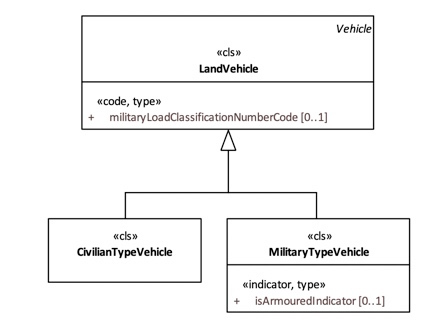 Vehicle
«cls»
LandVehicle
«code, type»
+ militaryLoadClassificationNumberCode [0..1]
«cls»
CivilianTypeVehicle
«cls»
MilitaryTypeVehicle
«indicator, type»
+ isArmouredIndicator [0..1]